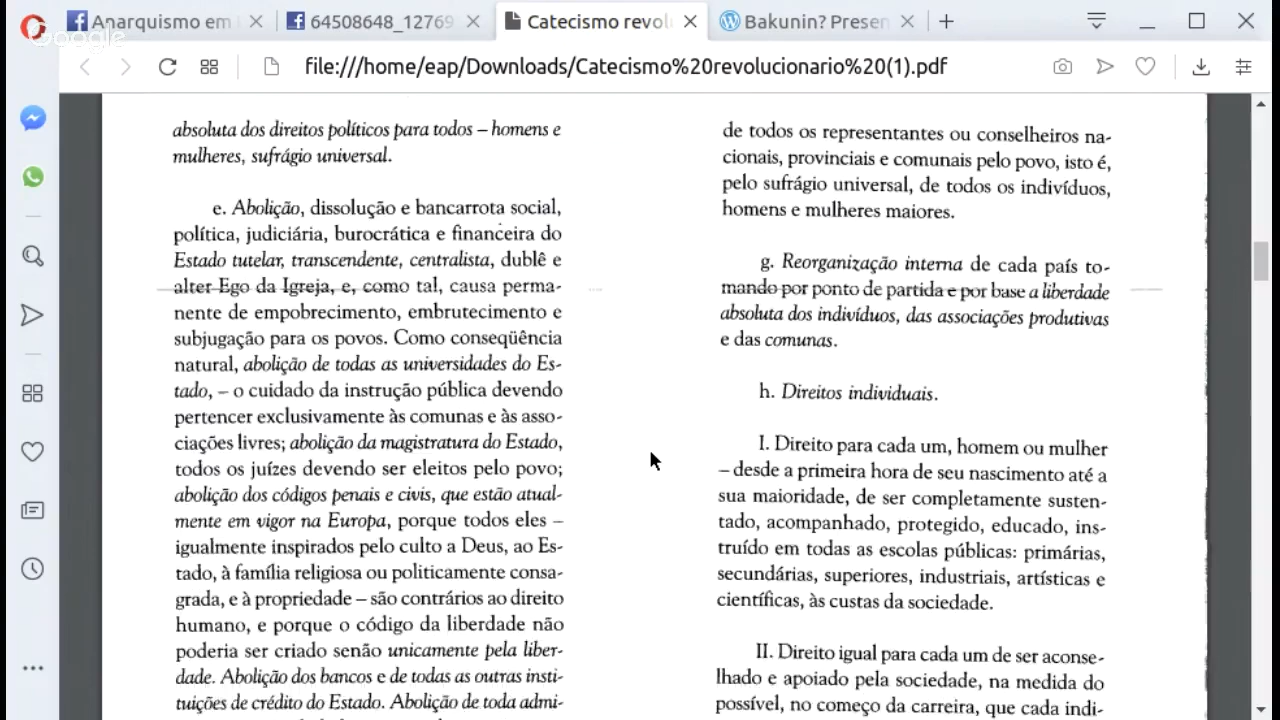 Anarquismo em
64508648_12769
Catecismo revol
Bakunin? Presen
Google
file:///home/eap/Downloads/Catecismo%20revolucionario%20(1).pdf
absoluta dos direitos políticos para todos – homens e
mulheres, sufrágio universal.
e. Abolição, dissolução e bancarrota social,
política, judiciária, burocrática e financeira do
Estado tutelar, transcendente, centralista, dublê e
alter Ego da Igreja, e, como tal, causa perma-
nente de empobrecimento, embrutecimento e
subjugação para os povos. Como conseqüência
natural, abolição de todas as universidades do Es-
tado, – o cuidado da instrução pública devendo
pertencer exclusivamente às comunas e às asso-
ciações livres; abolição da magistratura do Estado,
todos os juízes devendo ser eleitos pelo povo;
abolição dos códigos penais e civis, que estão atual-
mente em vigor na Europa, porque todos eles –
igualmente inspirados pelo culto a Deus, ao Es-
tado, à família religiosa ou politicamente consa-
grada, e à propriedade – são contrários ao direito
humano, e porque o código da liberdade não
poderia ser criado senão unicamente pela liber-
dade. Abolição dos bancos e de todas as outras insti-
tuições de crédito do Estado. Abolição de toda admi-
de todos os representantes ou conselheiros na-
cionais, provinciais e comunais pelo povo, isto é,
pelo sufrágio universal, de todos os indivíduos,
homens e mulheres maiores.
g. Reorganização interna de cada país to-
mando por ponto de partida e por base a liberdade
absoluta dos indivíduos, das associações produtivas
e das comunas.
h. Direitos individuais.
I. Direito para cada um, homem ou mulher
– desde a primeira hora de seu nascimento até a
sua maioridade, de ser completamente susten-
tado, acompanhado, protegido, educado, ins-
truído em todas as escolas públicas: primárias,
secundárias, superiores, industriais, artísticas e
científicas, às custas da sociedade.
II. Direito igual para cada um de ser aconse-
lhado e apoiado pela sociedade, na medida do
possível, no começo da carreira, que cada indi-